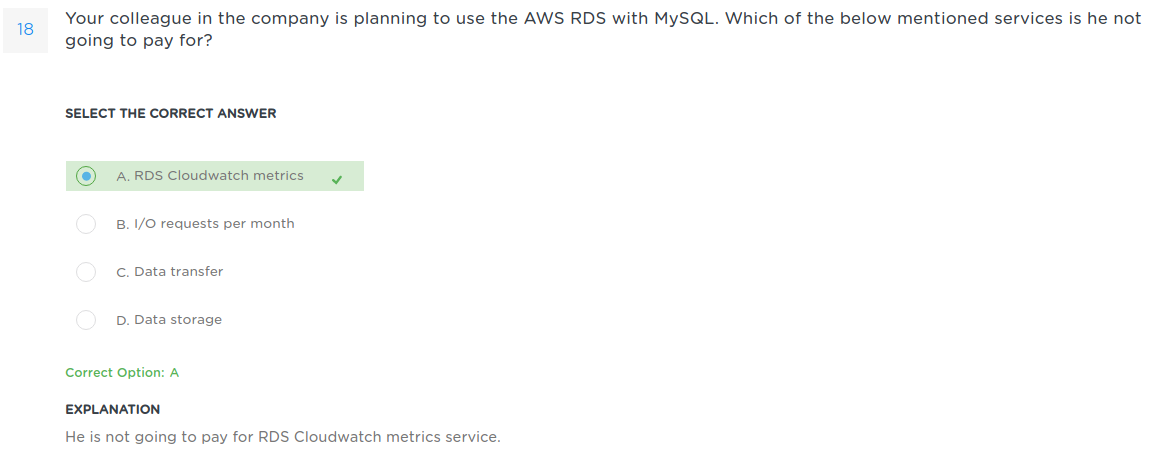 18
Your colleague in the company is planning to use the AWS RDS with MySQL. Which of the below mentioned services is he not
going to pay for?
SELECT THE CORRECT ANSWER
A. RDS Cloudwatch metrics
B. I/O requests per month
C. Data transfer
D. Data storage
Correct Option: A
EXPLANATION
He is not going to pay for RDS Cloudwatch metrics service.